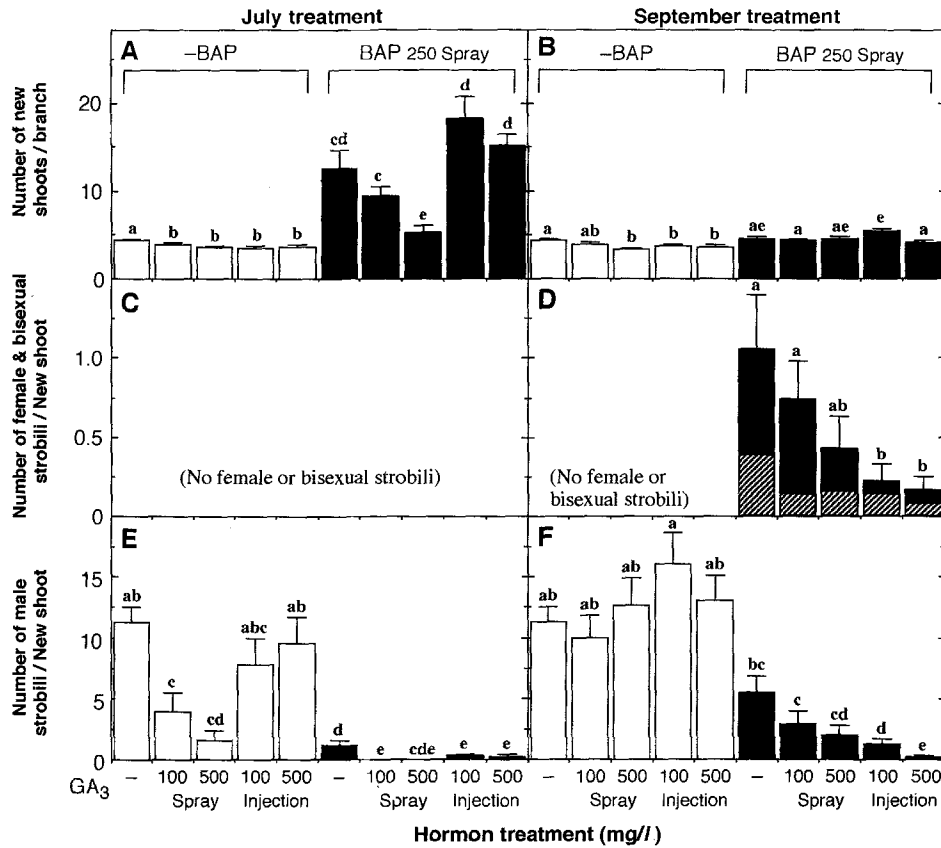 July treatment
September treatment
A
–BAP
BAP 250 Spray
B
–BAP
BAP 250 Spray
Number of new
shoots / branch
20
10
0
a
b
b
b
b
cd
c
e
d
d
a
ab
b
b
b
ae
a
ae
e
a
C
D
Number of female & bisexual
strobili / New shoot
1.0
0.5
0
(No female or bisexual strobili)
(No female or
bisexual strobili)
a
a
ab
b
b
E
F
Number of male
strobili / New shoot
15
10
5
0
ab
c
cd
abc
ab
d
e
cde
e
e
ab
ab
ab
a
ab
bc
c
cd
d
e
GA3
– 100 500 100 500 – 100 500 100 500 – 100 500 100 500 – 100 500 100 500
Spray Injection Spray Injection Spray Injection Spray Injection
Hormon treatment (mg/l)